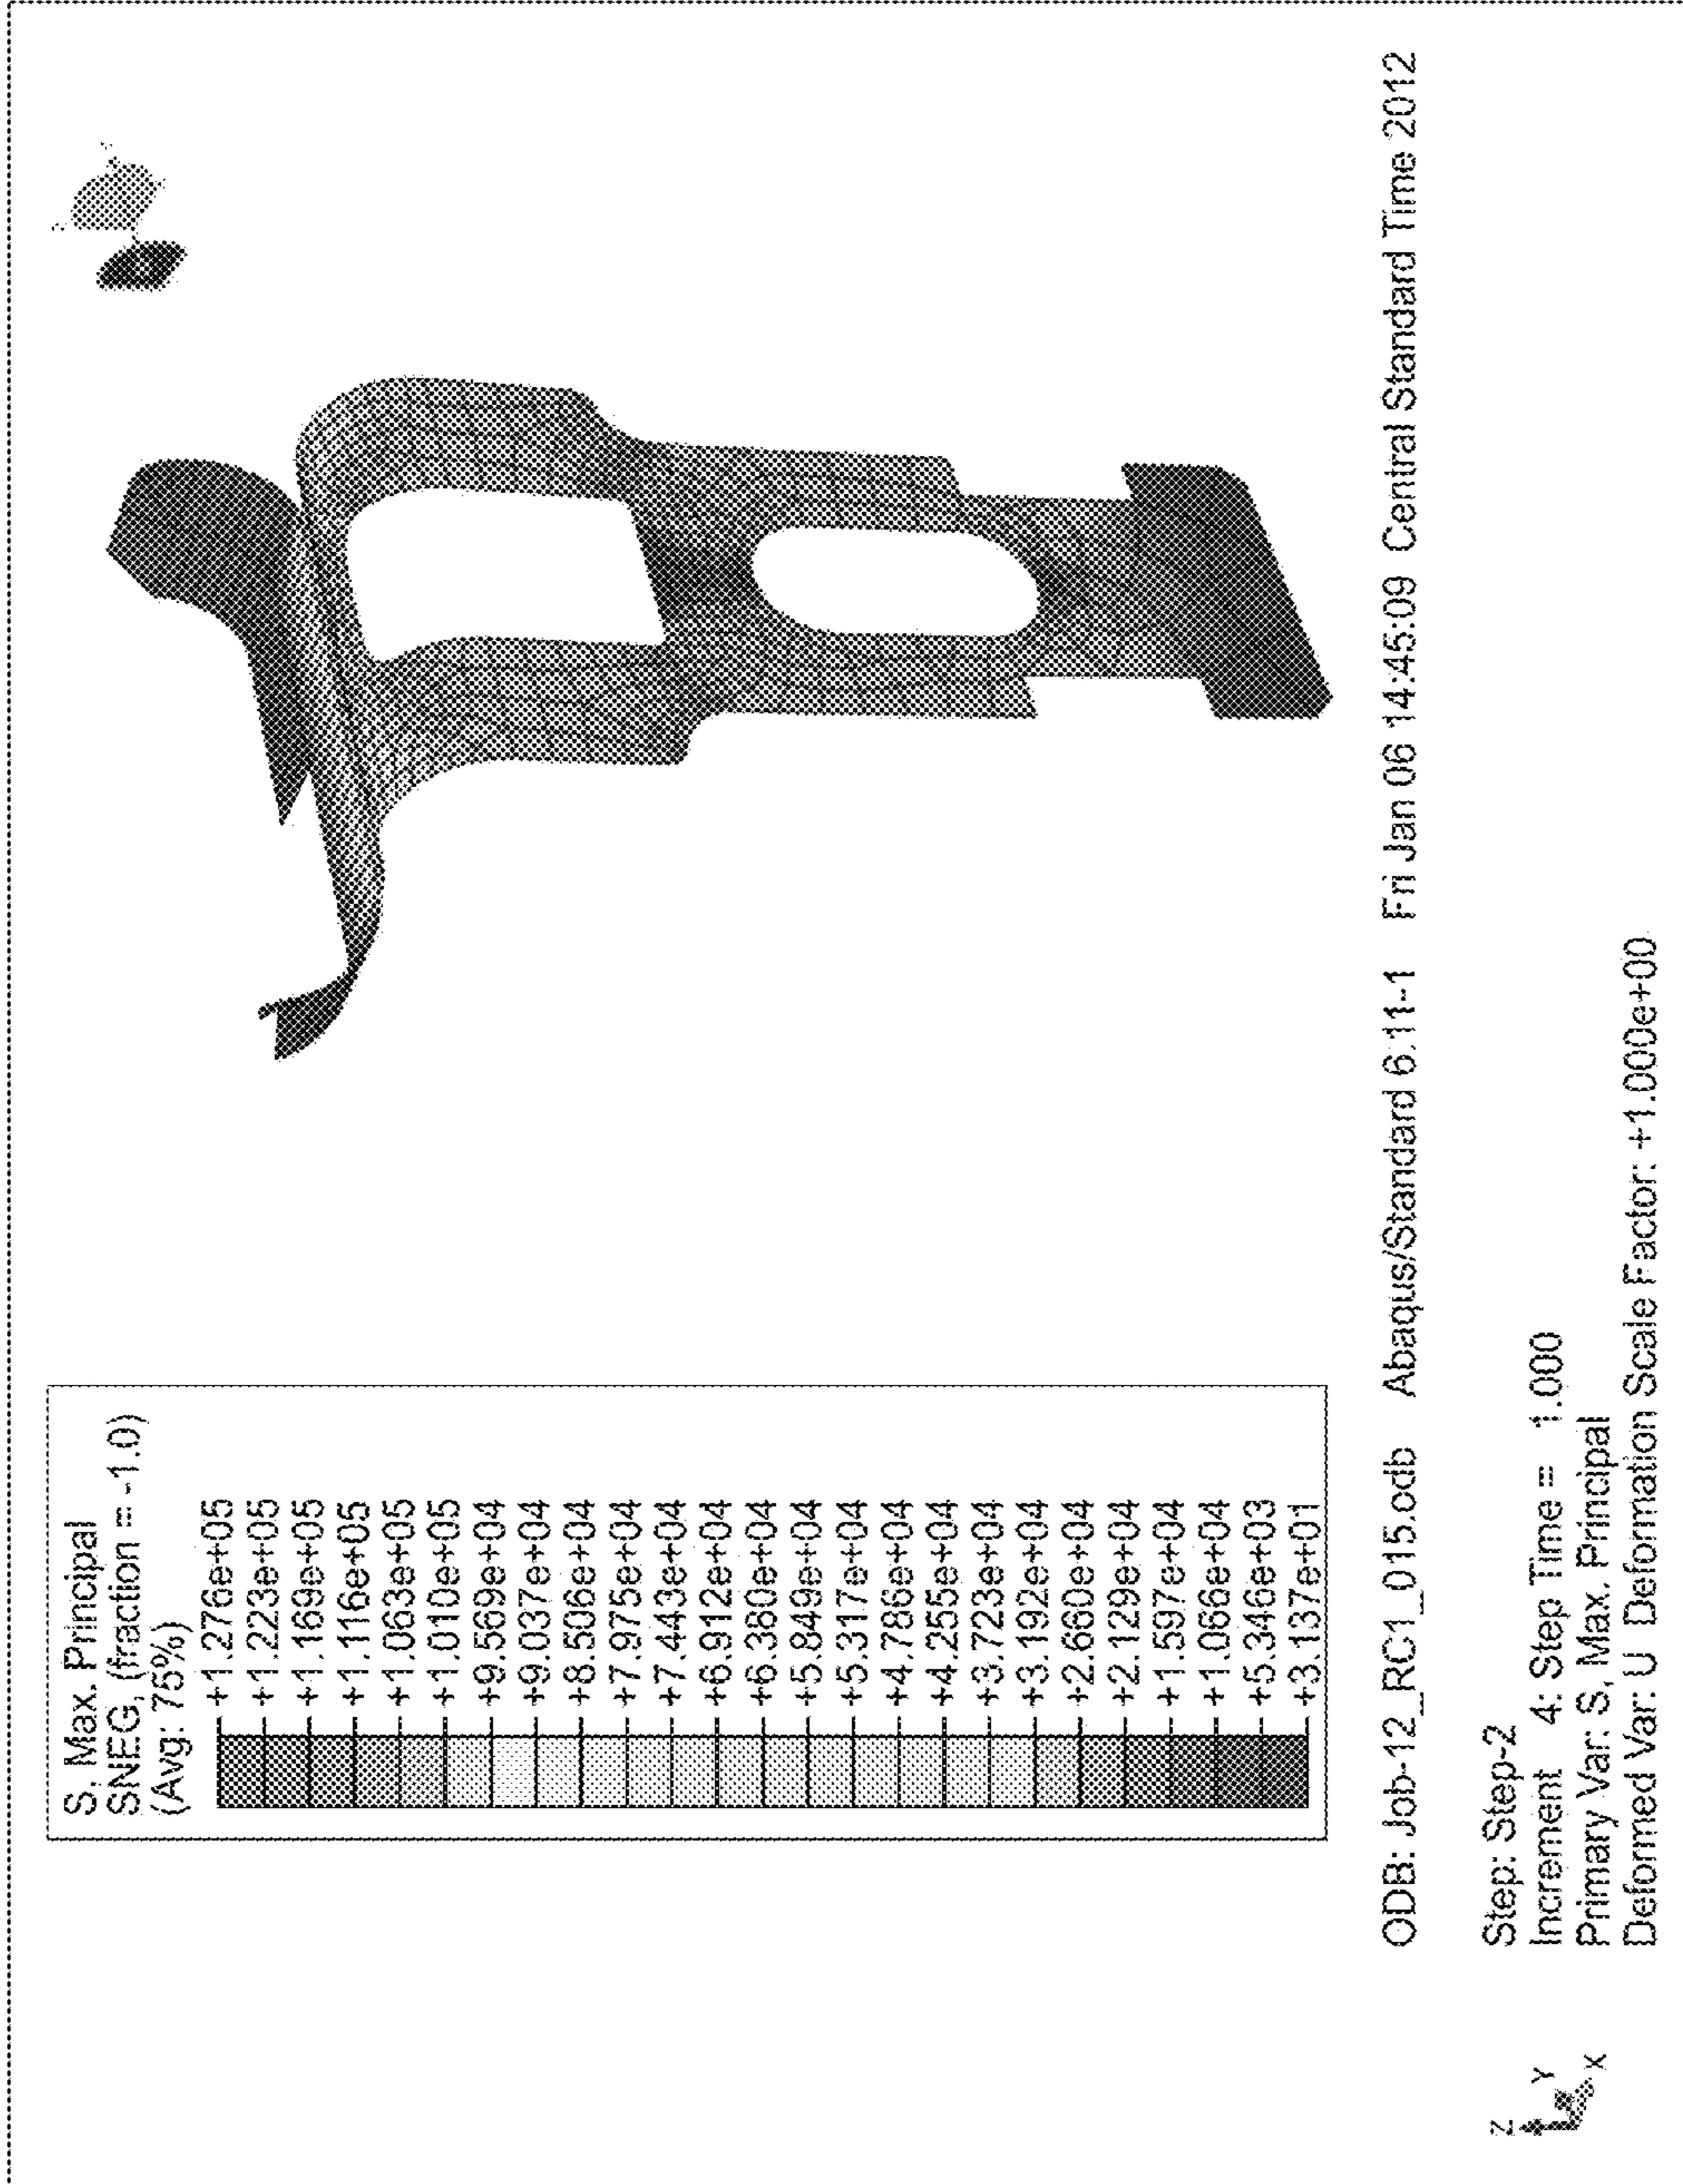 S, Max. Principal
SNEG, (fraction = -1.0)
(Avg: 75%)
+1.276e+05
+1.223e+05
+1.169e+05
+1.116e+05
+1.063e+05
+1.010e+05
+9.569e+04
+9.037e+04
+8.506e+04
+7.975e+04
+7.443e+04
+6.912e+04
+6.380e+04
+5.849e+04
+5.317e+04
+4.786e+04
+4.255e+04
+3.723e+04
+3.192e+04
+2.660e+04
+2.129e+04
+1.597e+04
+1.066e+04
+5.346e+03
+3.137e+01
ODB: Job-12_RC1_015.odb Abaqus/Standard 6.11-1 Fri Jan 06 14:45:09 Central Standard Time 2012
Step: Step-2
Increment 4: Step Time = 1.000
Primary Var: S, Max. Principal
Deformed Var: U Deformation Scale Factor: +1.000e+00
Z
Y
X